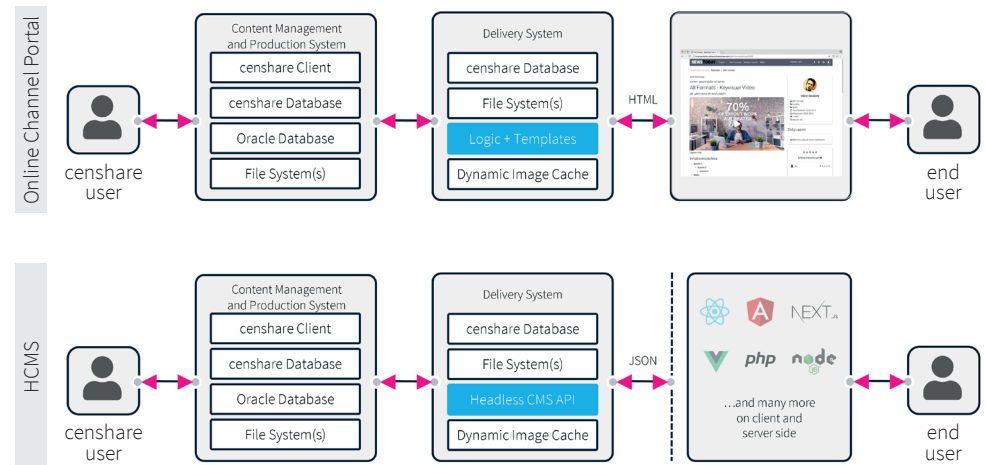 Online Channel Portal
censhare
user
Content Management
and Production System
censhare Client
censhare Database
Oracle Database
File System(s)
Delivery System
censhare Database
File System(s)
Logic + Templates
Dynamic Image Cache
HTML
All Formats - Keyvisual Video
70%
end
user
HCMS
censhare
user
Content Management
and Production System
censhare Client
censhare Database
Oracle Database
File System(s)
Delivery System
censhare Database
File System(s)
Headless CMS API
Dynamic Image Cache
JSON
NEXT.JS
php
node
JS
...and many more
on client and
server side
end
user